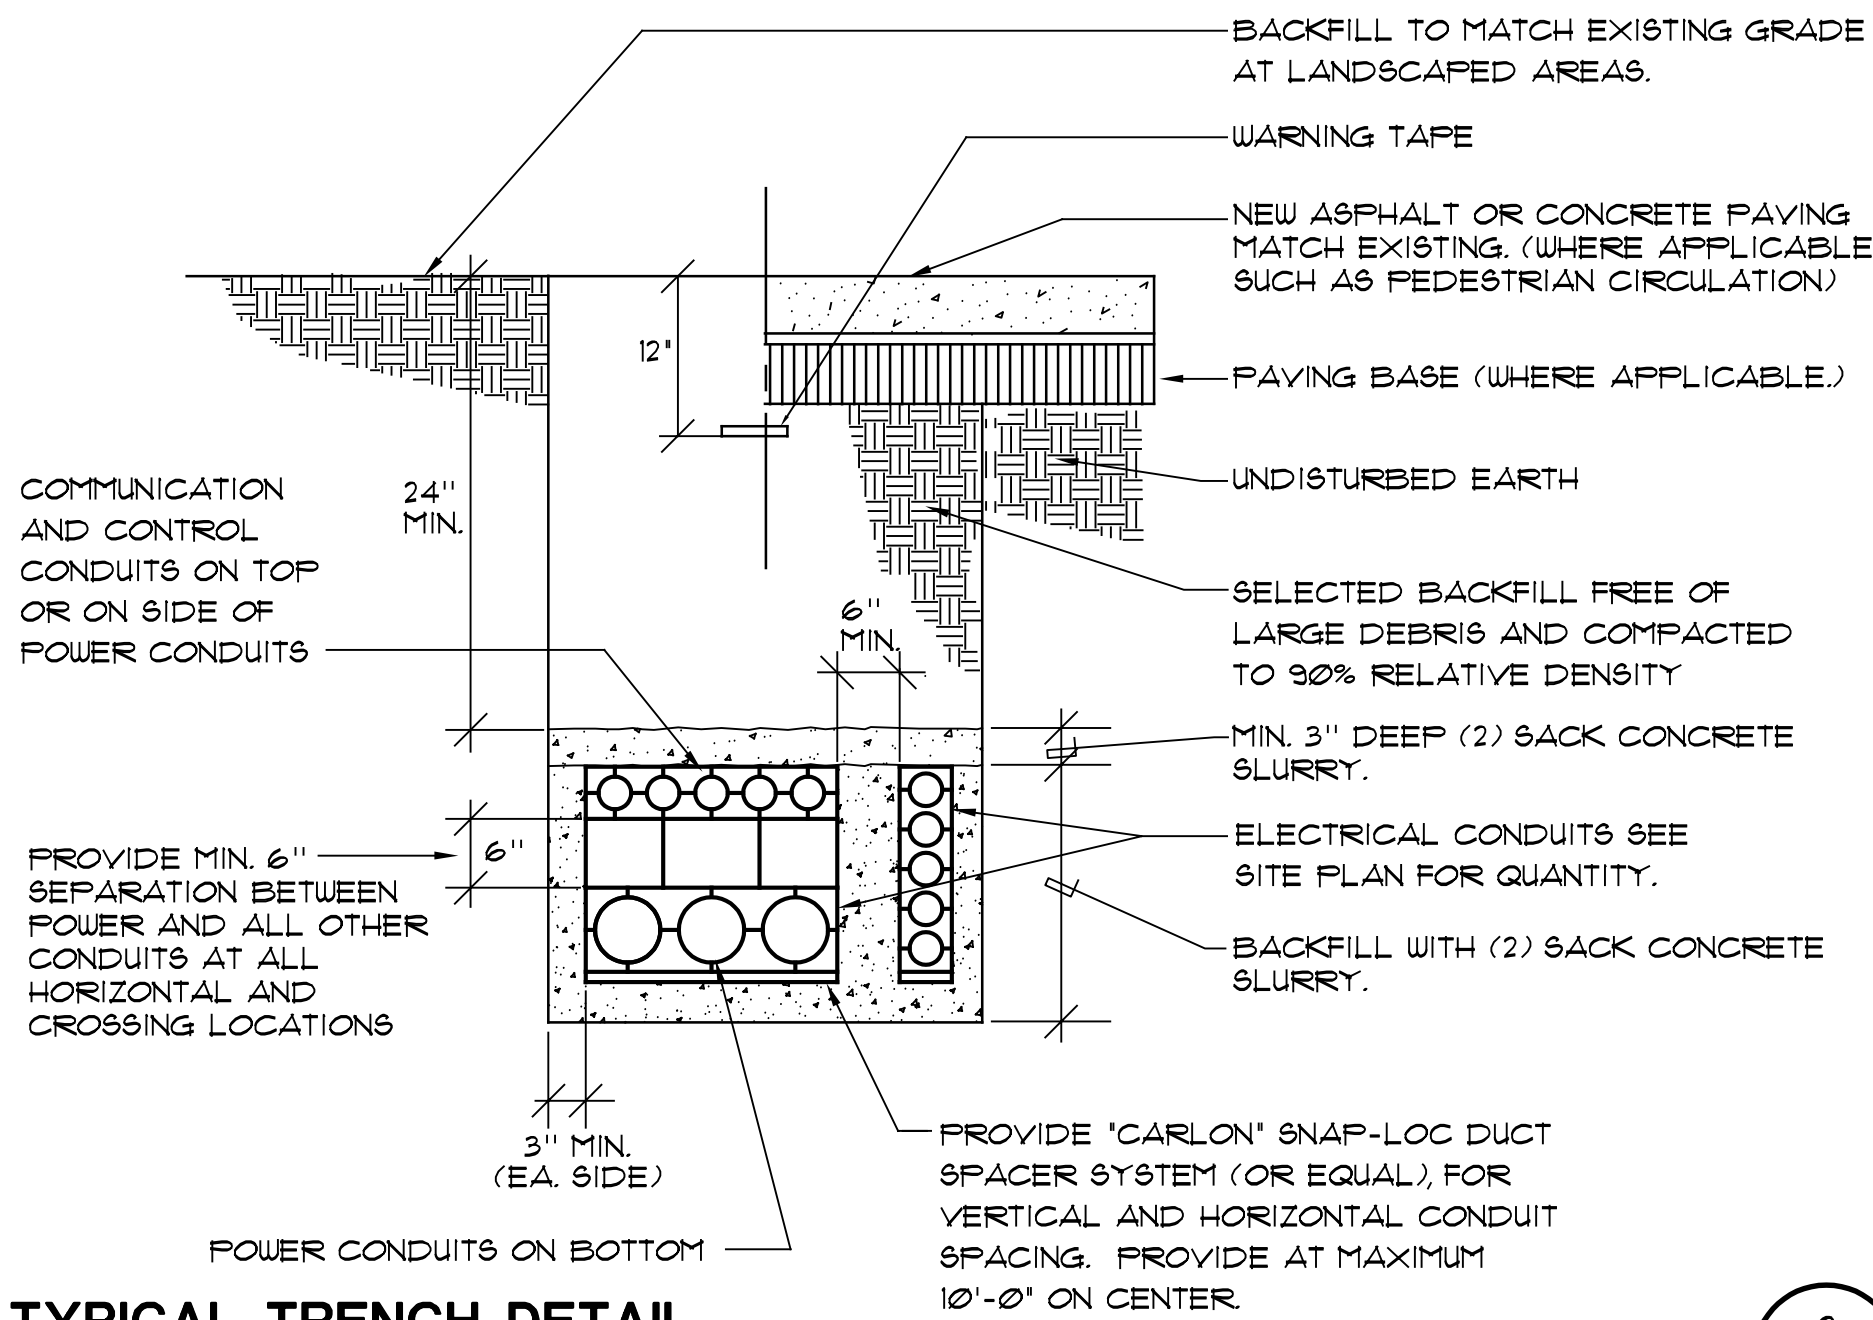 BACKFILL TO MATCH EXISTING GRADE
AT LANDSCAPED AREAS.
WARNING TAPE
NEW ASPHALT OR CONCRETE PAVING
MATCH EXISTING. (WHERE APPLICABLE
SUCH AS PEDESTRIAN CIRCULATION)
12"
PAVING BASE (WHERE APPLICABLE.)
UNDISTURBED EARTH
24"
MIN.
COMMUNICATION
AND CONTROL
CONDUITS ON TOP
OR ON SIDE OF
POWER CONDUITS
SELECTED BACKFILL FREE OF
LARGE DEBRIS AND COMPACTED
TO 90% RELATIVE DENSITY
6"
MIN.
MIN. 3" DEEP (2) SACK CONCRETE
SLURRY.
ELECTRICAL CONDUITS SEE
SITE PLAN FOR QUANTITY.
6"
PROVIDE MIN. 6"
SEPARATION BETWEEN
POWER AND ALL OTHER
CONDUITS AT ALL
HORIZONTAL AND
CROSSING LOCATIONS
BACKFILL WITH (2) SACK CONCRETE
SLURRY.
3" MIN.
(EA. SIDE)
PROVIDE "CARLON" SNAP-LOC DUCT
SPACER SYSTEM (OR EQUAL), FOR
VERTICAL AND HORIZONTAL CONDUIT
SPACING. PROVIDE AT MAXIMUM
10'-0" ON CENTER.
POWER CONDUITS ON BOTTOM
TYPICAL TRENCH DETAIL